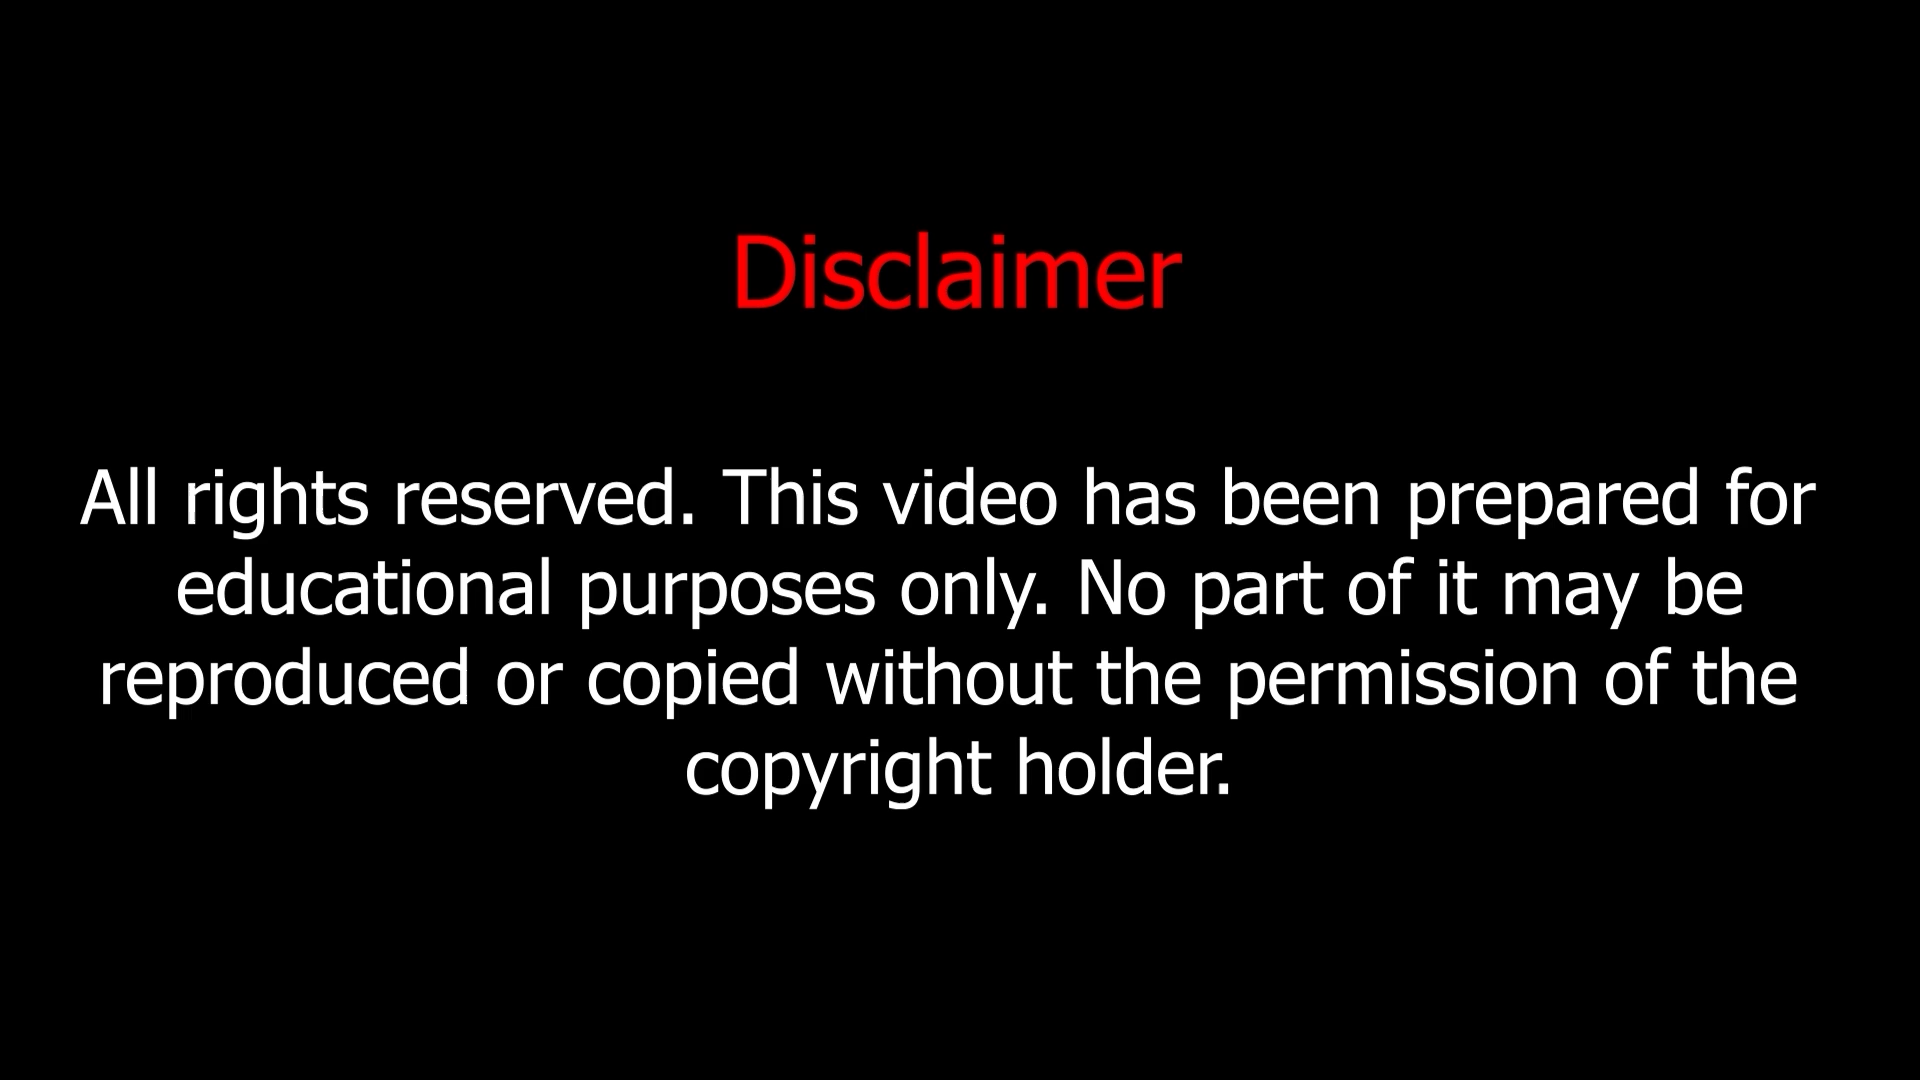 Disclaimer
All rights reserved. This video has been prepared for
educational purposes only. No part of it may be
reproduced or copied without the permission of the
copyright holder.